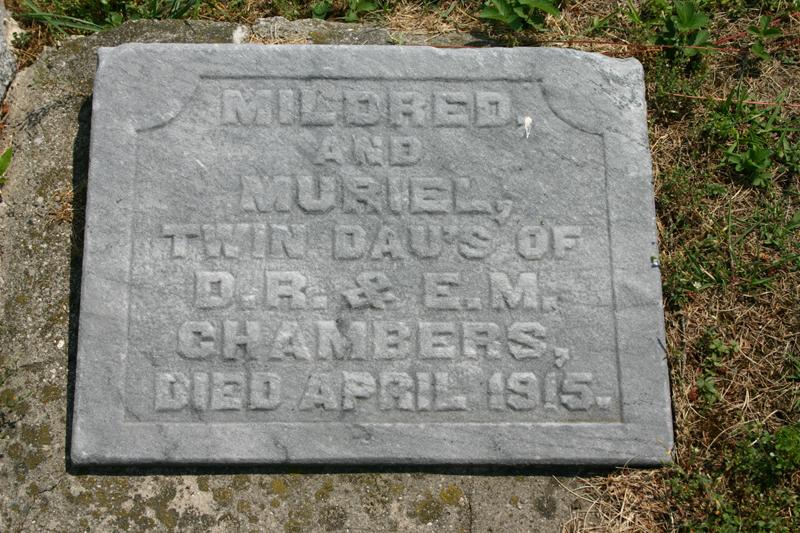 MILDRED,
AND
MURIEL,
TWIN DAU'S OF
D.R. & E.M.
CHAMBERS,
DIED APRIL 1915.